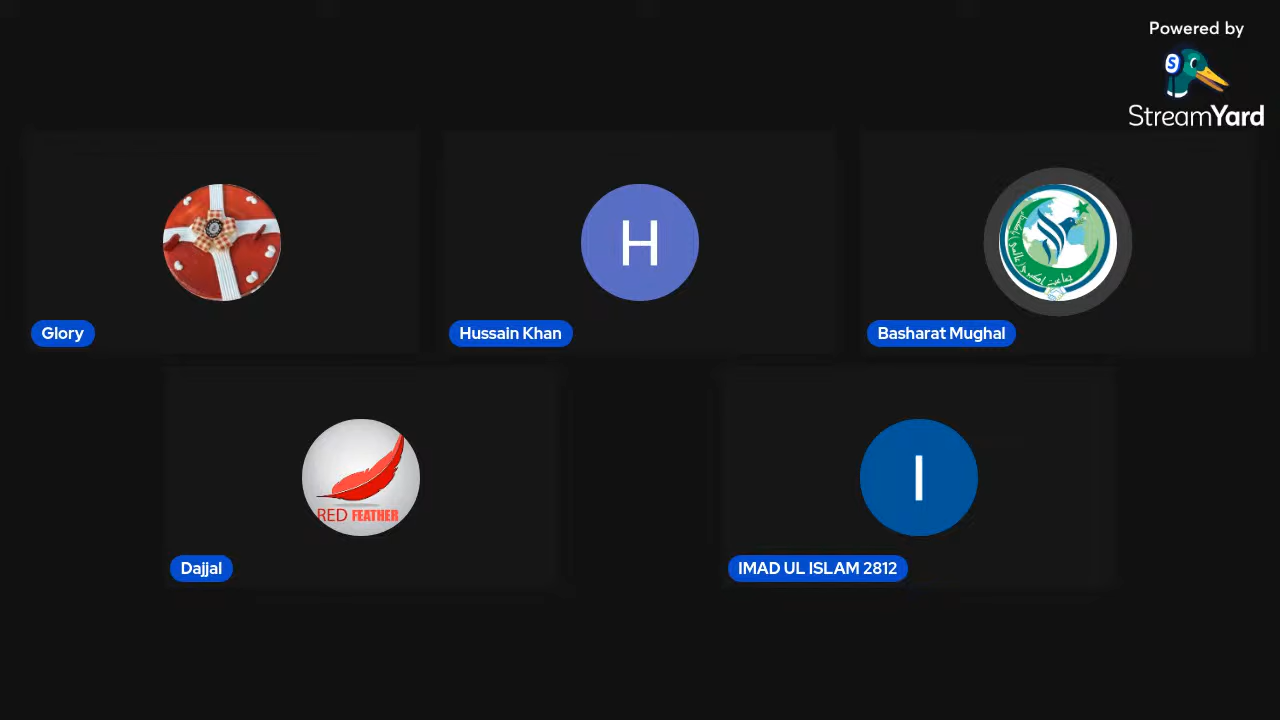 Powered by
S
StreamYard
Glory
H
Hussain Khan
Basharat Mughal
RED FEATHER
Dajjal
I
IMAD UL ISLAM 2812